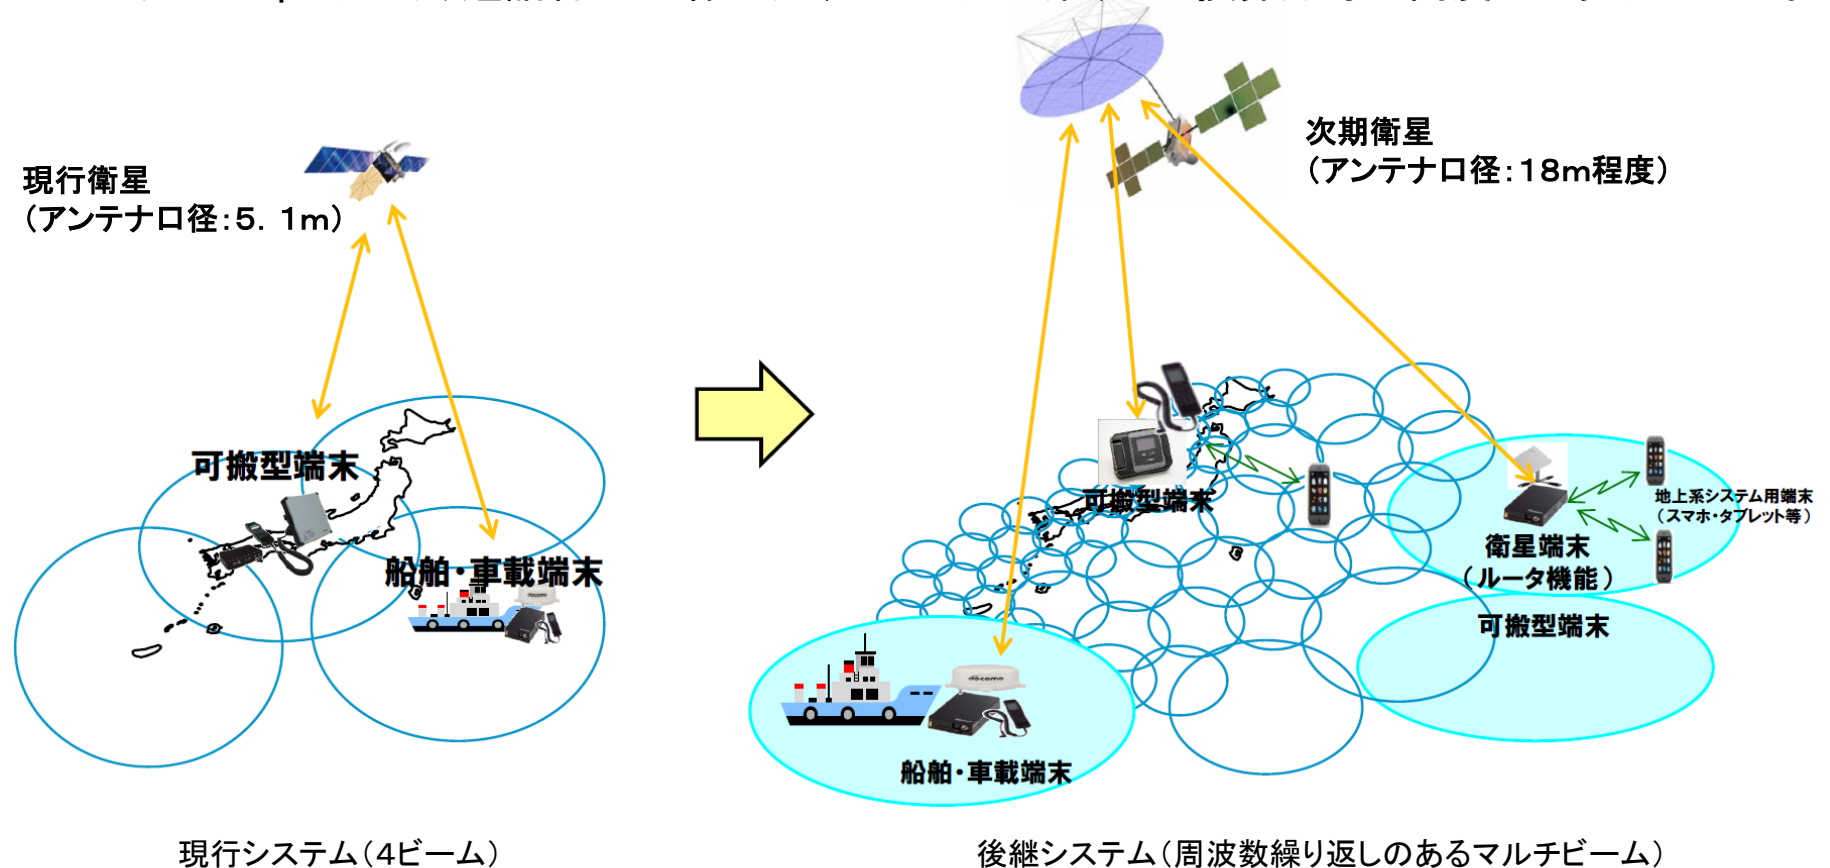 現行衛星
（アンテナ口径：5．1m）
次期衛星
（アンテナ口径：18m程度）
可搬型端末
船舶・車載端末
docomo
可搬型端末
地上系システム用端末
（スマホ・タブレット等）
衛星端末
（ルータ機能）
可搬型端末
docomo
船舶・車載端末
現行システム（4ビーム）
後継システム（周波数繰り返しのあるマルチビーム）